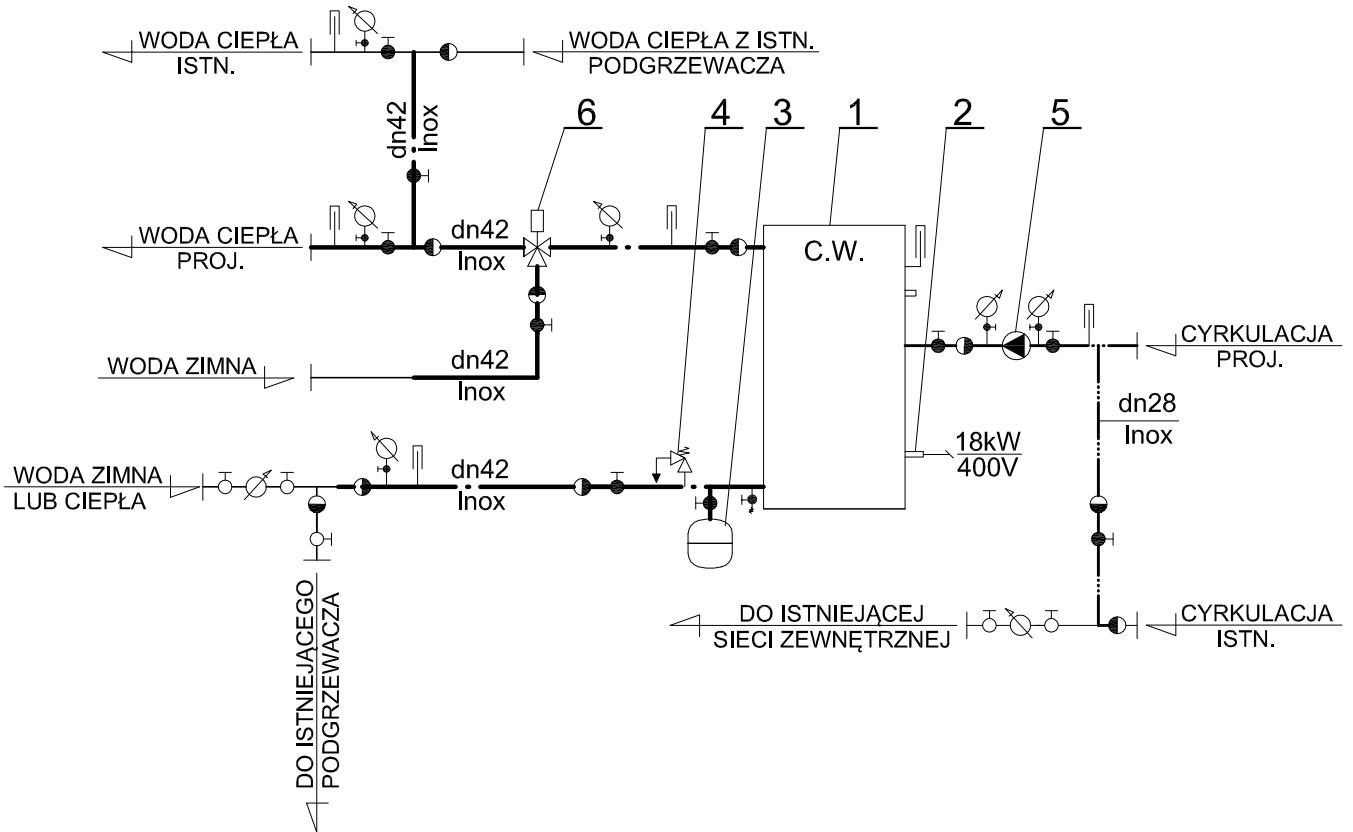 WODA CIEPŁA
ISTN.
WODA CIEPŁA Z ISTN.
PODGRZEWACZA
dn42
Inox
6
4
3
1
2
5
WODA CIEPŁA
PROJ.
dn42
Inox
C.W.
CYRKULACJA
PROJ.
WODA ZIMNA
dn42
Inox
dn28
Inox
18kW
400V
WODA ZIMNA
LUB CIEPŁA
dn42
Inox
DO ISTNIEJĄCEGO
PODGRZEWACZA
DO ISTNIEJĄCEJ
SIECI ZEWNĘTRZNEJ
CYRKULACJA
ISTN.